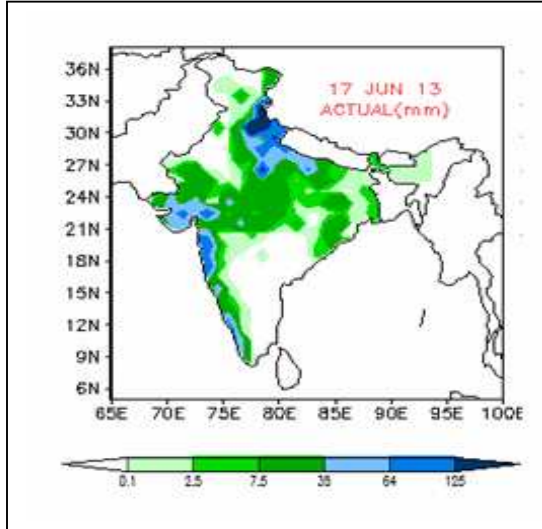 17 JUN 13
ACTUAL(mm)
36N
33N
30N
27N
24N
21N
18N
15N
12N
9N
6N
65E 70E 75E 80E 85E 90E 95E 100E
0.1 2.5 7.5 35 64 125